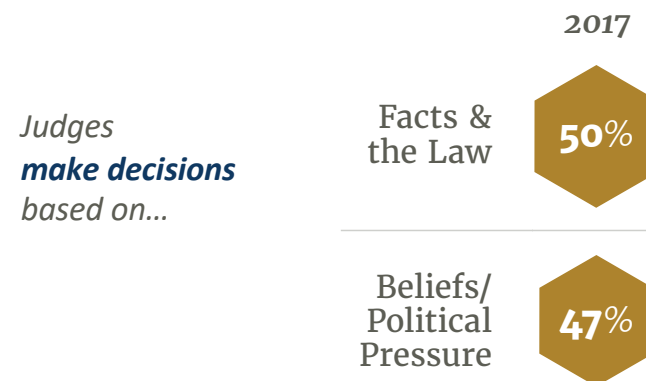 2017
Judges
make decisions
based on…
Facts &
the Law
50%
Beliefs/
Political
Pressure
47%